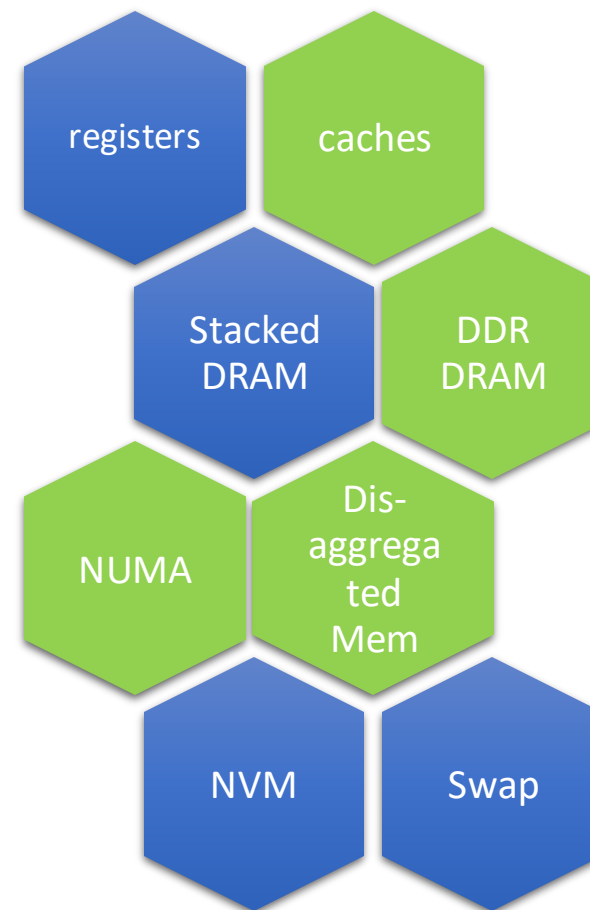 registers
caches
Stacked
DRAM
DDR
DRAM
NUMA
Dis-
aggrega
ted
Mem
NVM
Swap